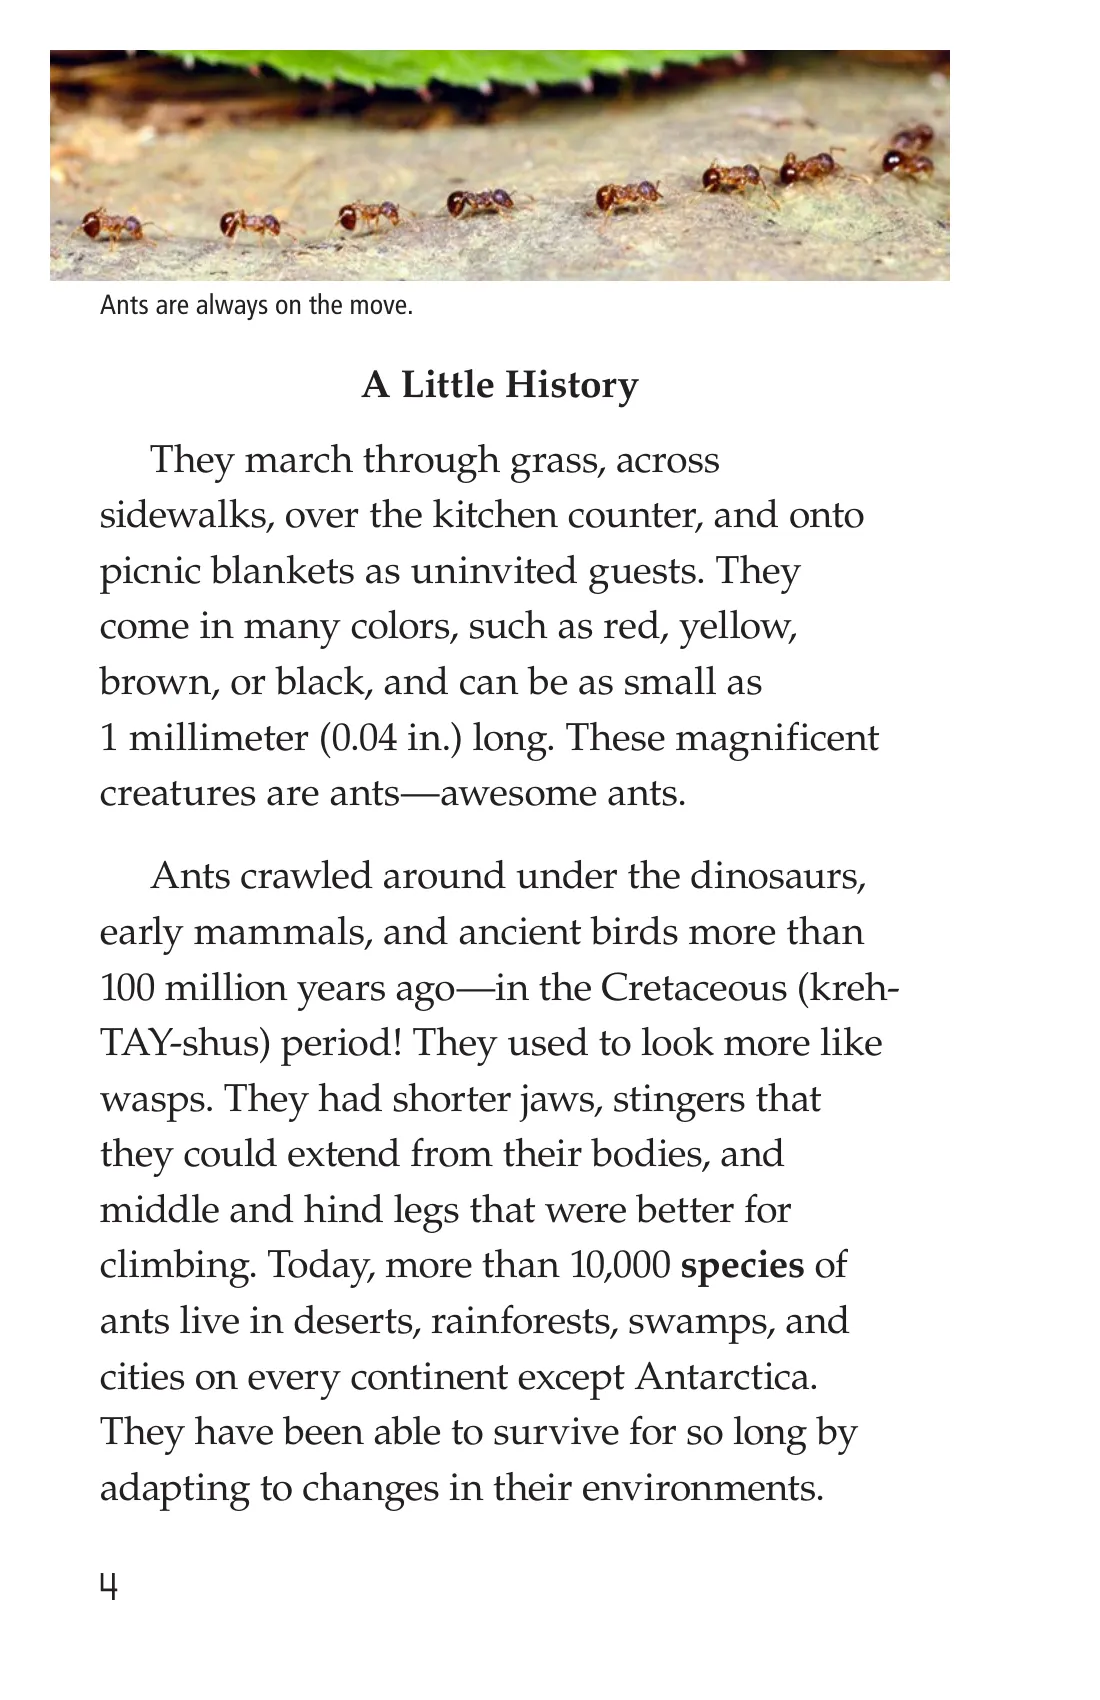 Ants are always on the move.
A Little History
They march through grass, across
sidewalks, over the kitchen counter, and onto
picnic blankets as uninvited guests. They
come in many colors, such as red, yellow,
brown, or black, and can be as small as
1 millimeter (0.04 in.) long. These magnificent
creatures are ants—awesome ants.
Ants crawled around under the dinosaurs,
early mammals, and ancient birds more than
100 million years ago—in the Cretaceous (kreh-
TAY-shus) period! They used to look more like
wasps. They had shorter jaws, stingers that
they could extend from their bodies, and
middle and hind legs that were better for
climbing. Today, more than 10,000 species of
ants live in deserts, rainforests, swamps, and
cities on every continent except Antarctica.
They have been able to survive for so long by
adapting to changes in their environments.
4